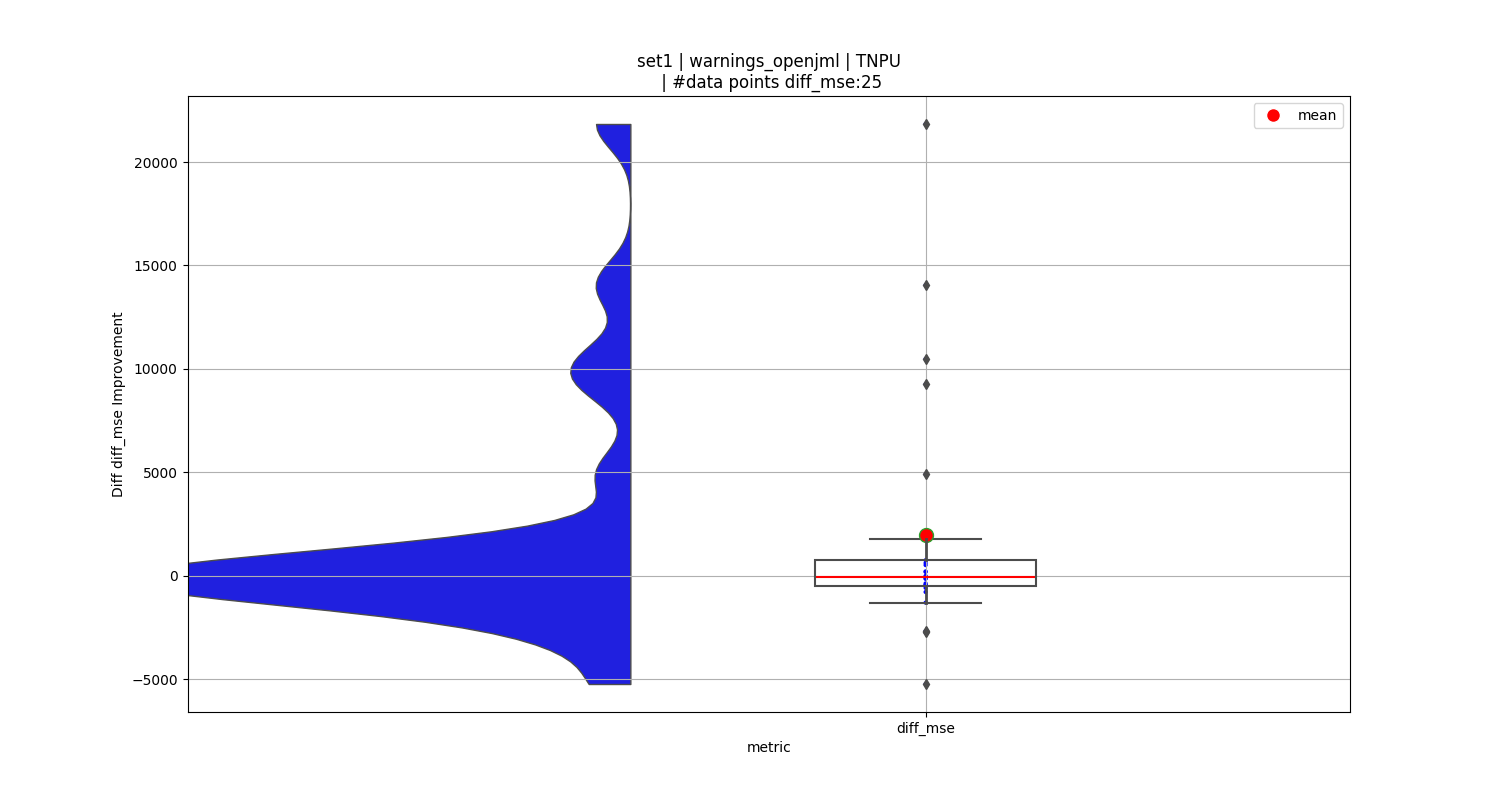 set1 | warnings_openjml | TNPU
| #data points diff_mse:25
mean
20000
15000
10000
5000
0
−5000
Diff diff_mse Improvement
diff_mse
metric